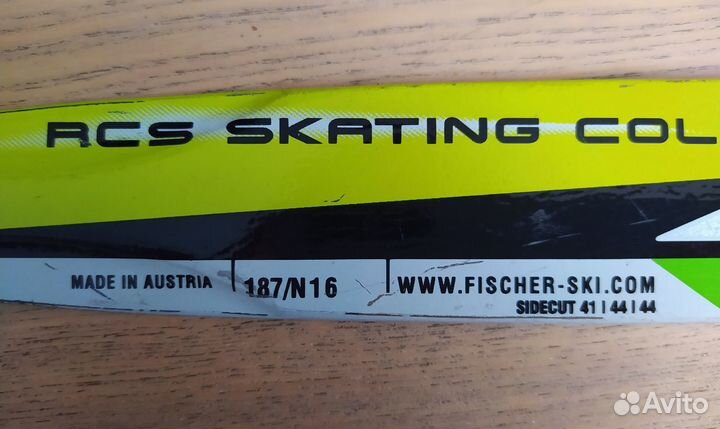 RCS SKATING COL
MADE IN AUSTRIA 187/N16 WWW.FISCHER-SKI.COM
SIDECUT 41 | 44 | 44
Avito